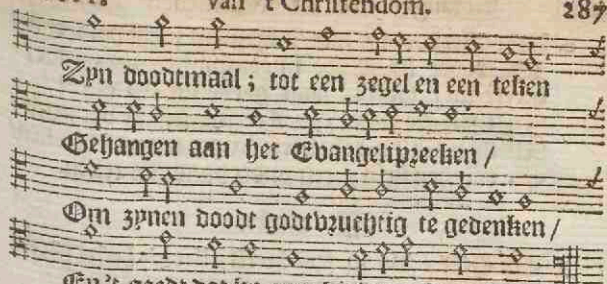 van 't Christendom. 287
Zyn doodtmaal; tot een zegel en een teken
Gehangen aan het Evangelipreeken /
Om zynen doodt godtvruchtig te gedenken /